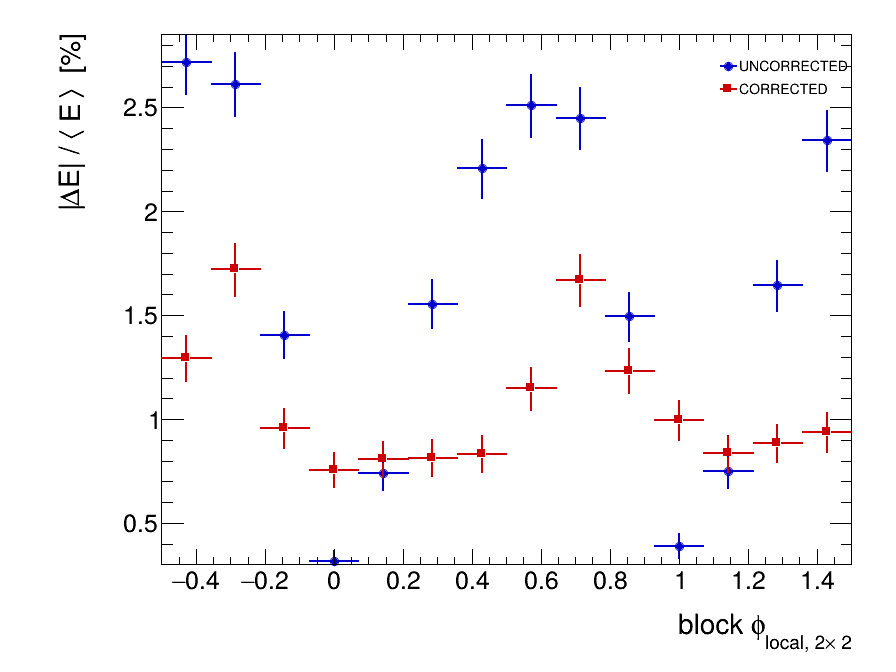 |ΔE| / ⟨ E ⟩ [%]
UNCORRECTED
CORRECTED
2.5
2
1.5
1
0.5
−0.4 −0.2 0 0.2 0.4 0.6 0.8 1 1.2 1.4
block ϕlocal, 2× 2